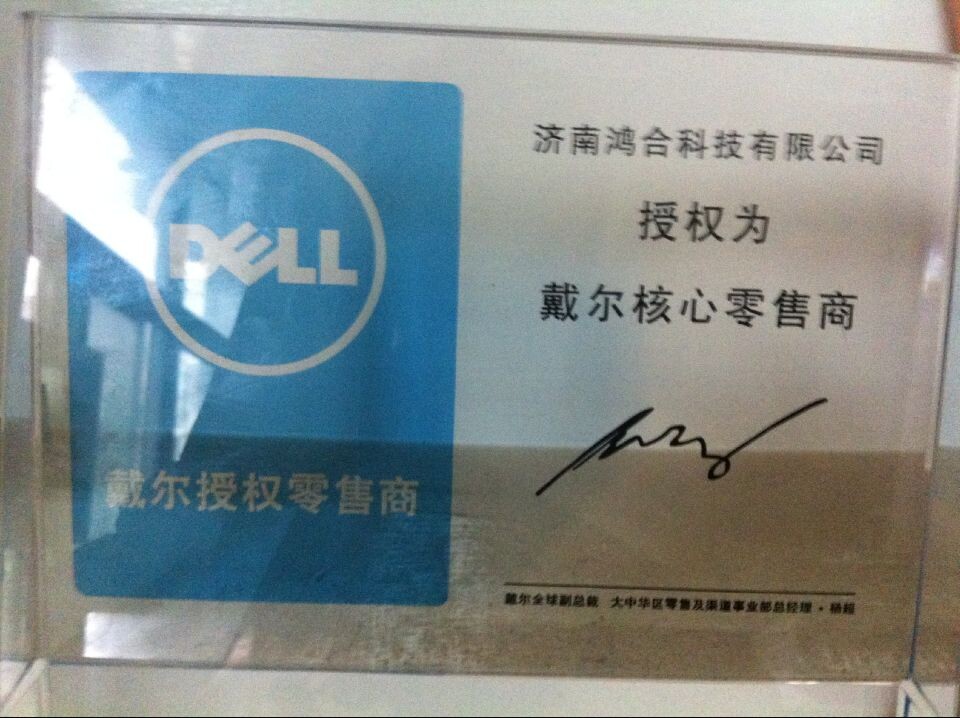 DELL
戴尔授权零售商
济南鸿合科技有限公司
授权为
戴尔核心零售商
戴尔全球副总裁 大中华区零售及渠道事业部总经理·杨超